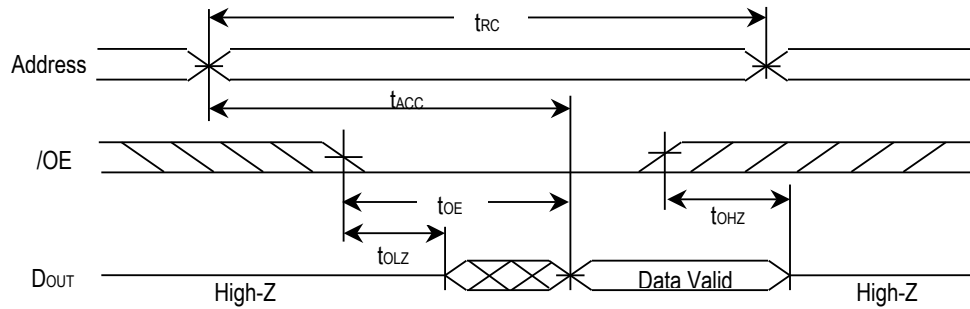 tRC
Address
tACC
/OE
tOE
tOHZ
tOLZ
DOUT
High-Z
Data Valid
High-Z